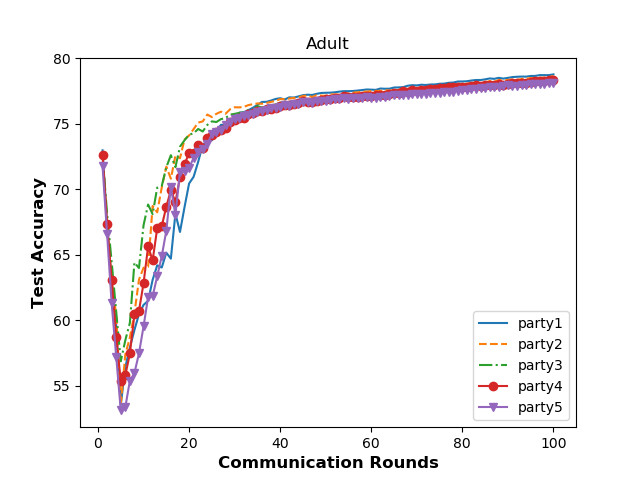 Adult
Test Accuracy
80
75
70
65
60
55
0 20 40 60 80 100
Communication Rounds
party1
party2
party3
party4
party5